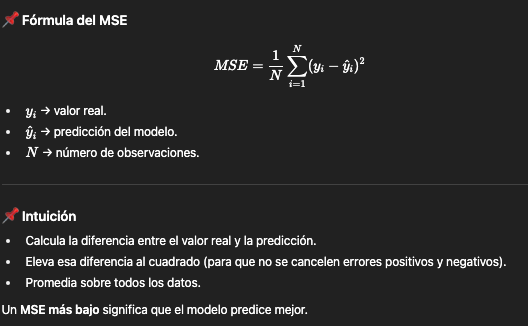 📌 Fórmula del MSE
MSE = \frac{1}{N} \sum_{i=1}^{N} (y_i - \hat{y}_i)^2
• y_i → valor real.
• \hat{y}_i → predicción del modelo.
• N → número de observaciones.
📌 Intuición
• Calcula la diferencia entre el valor real y la predicción.
• Eleva esa diferencia al cuadrado (para que no se cancelen errores positivos y negativos).
• Promedia sobre todos los datos.
Un MSE más bajo significa que el modelo predice mejor.